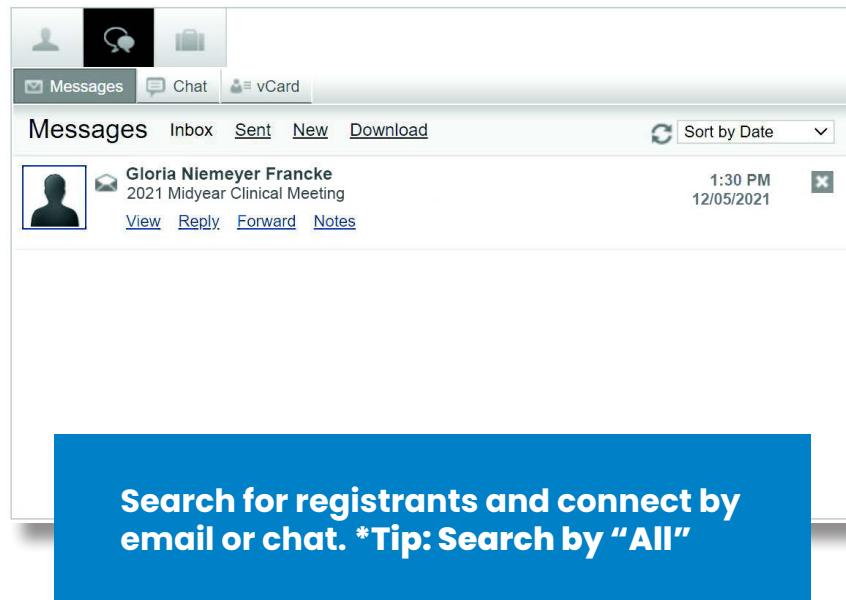 Messages Chat vCard
Messages Inbox Sent New Download Sort by Date
Gloria Niemeyer Francke
2021 Midyear Clinical Meeting
View Reply Forward Notes
1:30 PM
12/05/2021
Search for registrants and connect by
email or chat. *Tip: Search by “All”